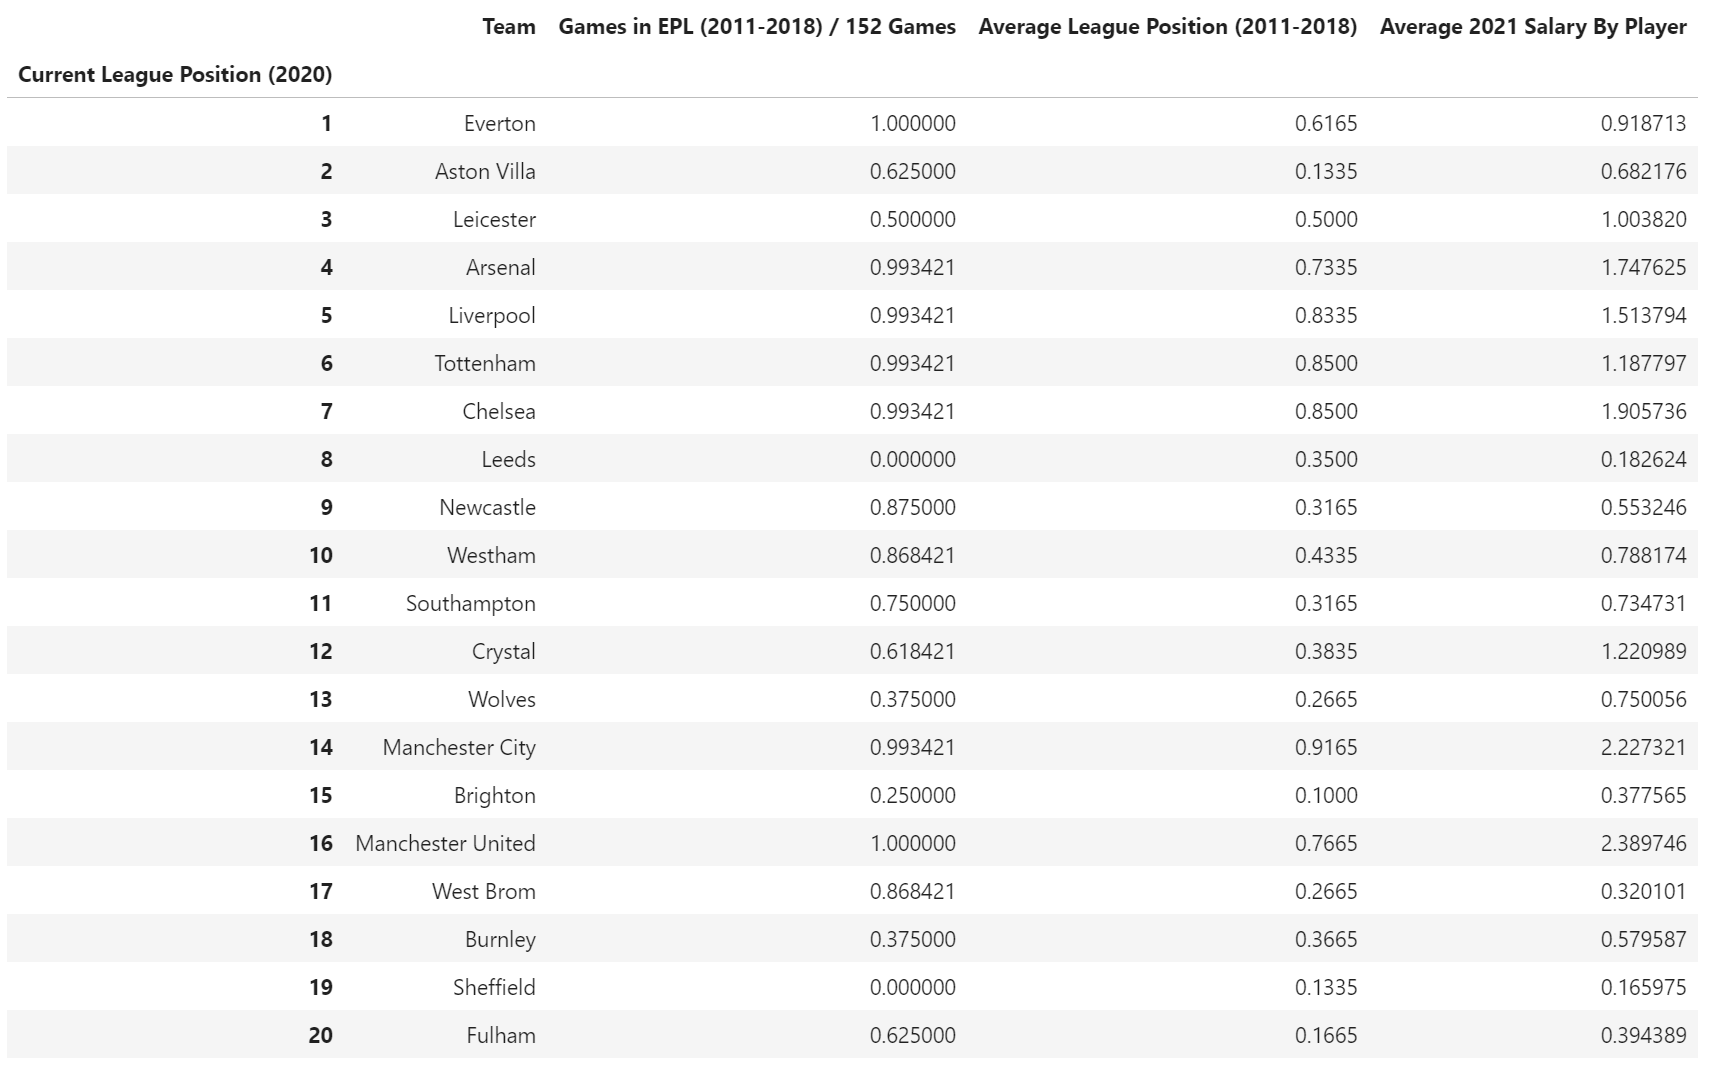 Team Games in EPL (2011-2018) / 152 Games Average League Position (2011-2018) Average 2021 Salary By Player
Current League Position (2020)
1 Everton 1.000000 0.6165 0.918713
2 Aston Villa 0.625000 0.1335 0.682176
3 Leicester 0.500000 0.5000 1.003820
4 Arsenal 0.993421 0.7335 1.747625
5 Liverpool 0.993421 0.8335 1.513794
6 Tottenham 0.993421 0.8500 1.187797
7 Chelsea 0.993421 0.8500 1.905736
8 Leeds 0.000000 0.3500 0.182624
9 Newcastle 0.875000 0.3165 0.553246
10 Westham 0.868421 0.4335 0.788174
11 Southampton 0.750000 0.3165 0.734731
12 Crystal 0.618421 0.3835 1.220989
13 Wolves 0.375000 0.2665 0.750056
14 Manchester City 0.993421 0.9165 2.227321
15 Brighton 0.250000 0.1000 0.377565
16 Manchester United 1.000000 0.7665 2.389746
17 West Brom 0.868421 0.2665 0.320101
18 Burnley 0.375000 0.3665 0.579587
19 Sheffield 0.000000 0.1335 0.165975
20 Fulham 0.625000 0.1665 0.394389